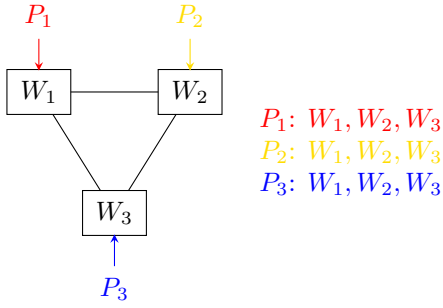 P₁ P₂
W₁ W₂
W₃
P₃
P₁: W₁, W₂, W₃
P₂: W₁, W₂, W₃
P₃: W₁, W₂, W₃